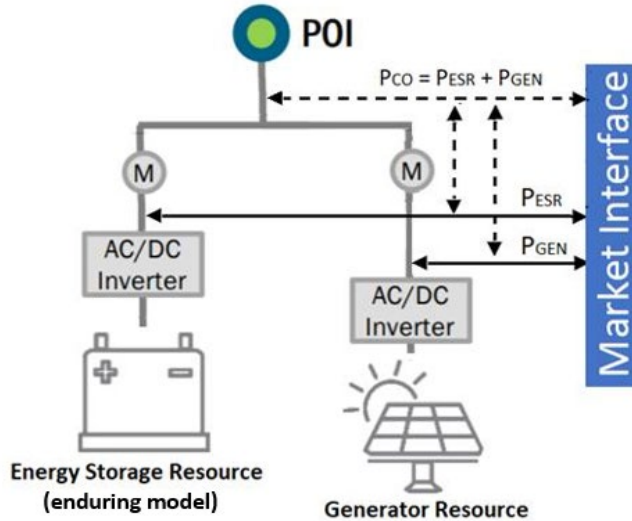 POI
PCO = PESR + PGEN
Market Interface
M
M
PESR
AC/DC
Inverter
PGEN
AC/DC
Inverter
Energy Storage Resource
(enduring model)
Generator Resource